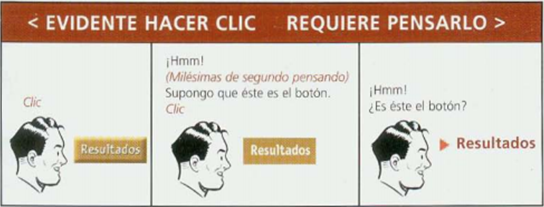 < EVIDENTE HACER CLIC REQUIERE PENSARLO >
Clic
Resultados
¡Hmm!
(Milésimas de segundo pensando)
Supongo que éste es el botón.
Clic
Resultados
¡Hmm!
¿Es éste el botón?
Resultados